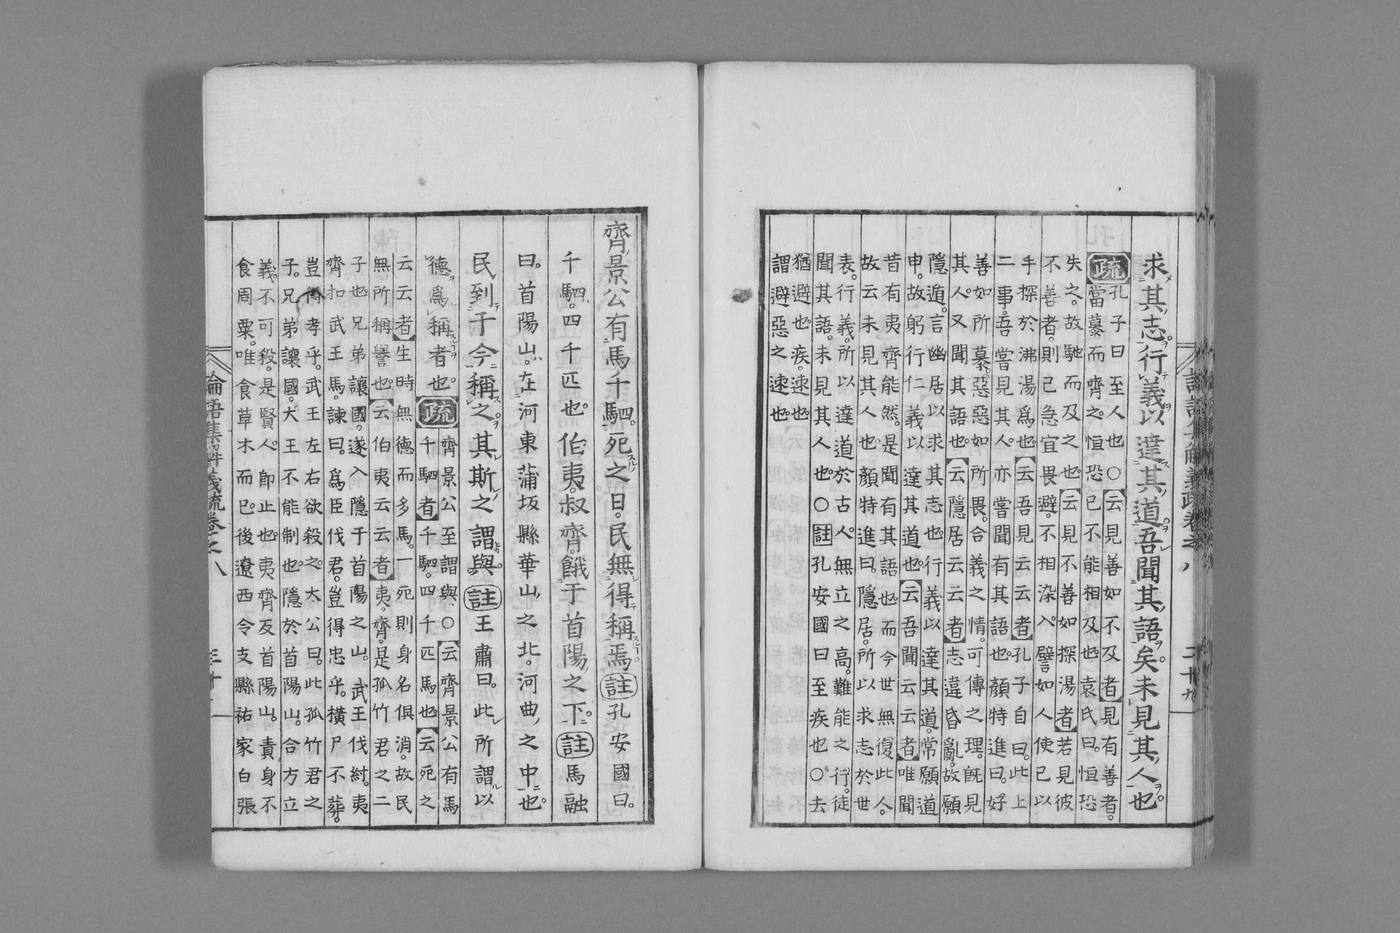 求其志行義以達其道吾聞其語矣未見其人也
疏孔子曰至人也○云見善如不及者見有善者
當慕而齊之恒恐己不能相及也袁氏曰恒恐
失之故馳而及之也云見不善如探湯者若見彼
不善者則己急宜畏避不相染入譬如人使己以
手探於沸湯爲也云吾見云云者孔子自曰此上
二事吾嘗見其人亦嘗聞有其語也顏特進曰好
善如所慕惡惡如所畏合義之情可傳之理既見
其人又聞其語也云隱居云云者志違昏亂故願
隱遁言幽居以求其志也行義以達其道常願道
申故躬行仁義以達其道也云吾聞云云者唯聞
昔有夷齊能然是聞有其語也而今世無復此人
故云未見其人也顏特進曰隱居所以求志於世
表行義所以達道於古人無立之高難能之行徒
聞其語未見其人也○註孔安國曰至疾也○去
猶避也疾速也
謂避惡之速也
二十九
齊景公有馬千駟死之日民無得稱焉註孔安國曰
千駟四千匹也伯夷叔齊餓于首陽之下註馬融
曰首陽山在河東蒲坂縣華山之北河曲之中也
民到于今稱之其斯之謂與註王肅曰此所謂以
德爲稱者也疏齊景公至謂與○云齊景公有馬
千駟者千駟四千匹馬也云死之
云云者生時無德而多馬一死則身名俱消故民
無所稱譽也云伯夷云云者夷齊是孤竹君之二
子也兄弟讓國遂入隱于首陽之山武王伐紂夷
齊扣武王馬諫曰爲臣伐君豈得忠乎橫尸不葬
豈得孝乎武王左右欲殺之大公曰此孤竹君之
子兄弟讓國大王不能制也隱於首陽山合方立
義不可殺是賢人即止也夷齊反首陽山責身不
食周粟唯食草木而已後遼西令支縣祐家白張
論語集解義疏卷之八
三十